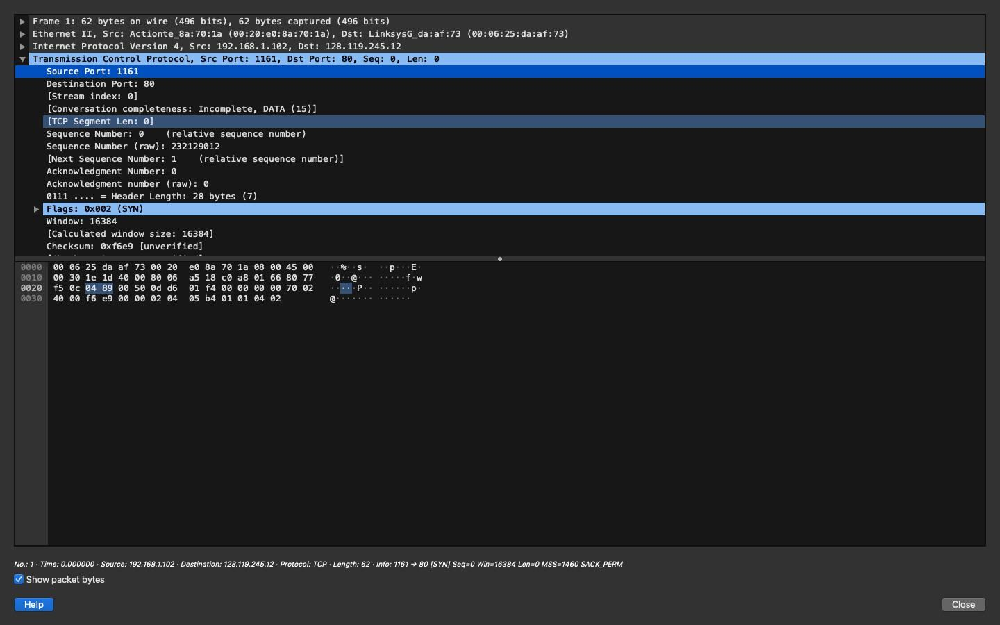 Frame 1: 62 bytes on wire (496 bits), 62 bytes captured (496 bits)
Ethernet II, Src: Actionte_8a:70:1a (00:20:e0:8a:70:1a), Dst: LinksysG_da:af:73 (00:06:25:da:af:73)
Internet Protocol Version 4, Src: 192.168.1.102, Dst: 128.119.245.12
Transmission Control Protocol, Src Port: 1161, Dst Port: 80, Seq: 0, Len: 0
Source Port: 1161
Destination Port: 80
[Stream index: 0]
[Conversation completeness: Incomplete, DATA (15)]
[TCP Segment Len: 0]
Sequence Number: 0    (relative sequence number)
Sequence Number (raw): 232129012
[Next Sequence Number: 1    (relative sequence number)]
Acknowledgment Number: 0
Acknowledgment number (raw): 0
0111 .... = Header Length: 28 bytes (7)
Flags: 0x002 (SYN)
Window: 16384
[Calculated window size: 16384]
Checksum: 0xf6e9 [unverified]
0000  00 06 25 da af 73 00 20  e0 8a 70 1a 08 00 45 00   ··%··s·  ··p···E·
0010  00 30 1e 1d 40 00 80 06  a5 18 c0 a8 01 66 80 77   ·0··@··· ·····f·w
0020  f5 0c 04 89 00 50 0d d6  01 f4 00 00 00 00 70 02   ·····P·· ······p·
0030  40 00 f6 e9 00 00 02 04  05 b4 01 01 04 02         @······· ······
No.: 1 · Time: 0.000000 · Source: 192.168.1.102 · Destination: 128.119.245.12 · Protocol: TCP · Length: 62 · Info: 1161 → 80 [SYN] Seq=0 Win=16384 Len=0 MSS=1460 SACK_PERM
Show packet bytes
Help
Close